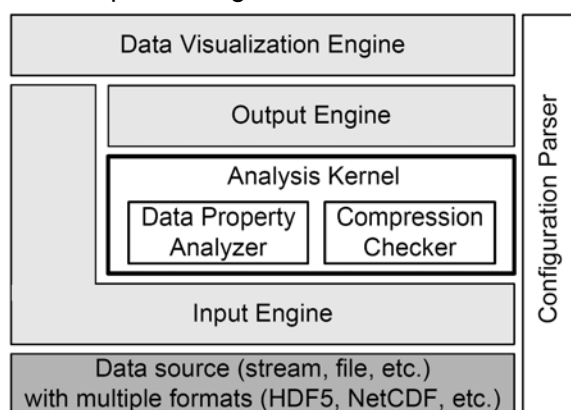 Data Visualization Engine
Output Engine
Analysis Kernel
Data Property
Analyzer
Compression
Checker
Input Engine
Data source (stream, file, etc.)
with multiple formats (HDF5, NetCDF, etc.)
Configuration Parser